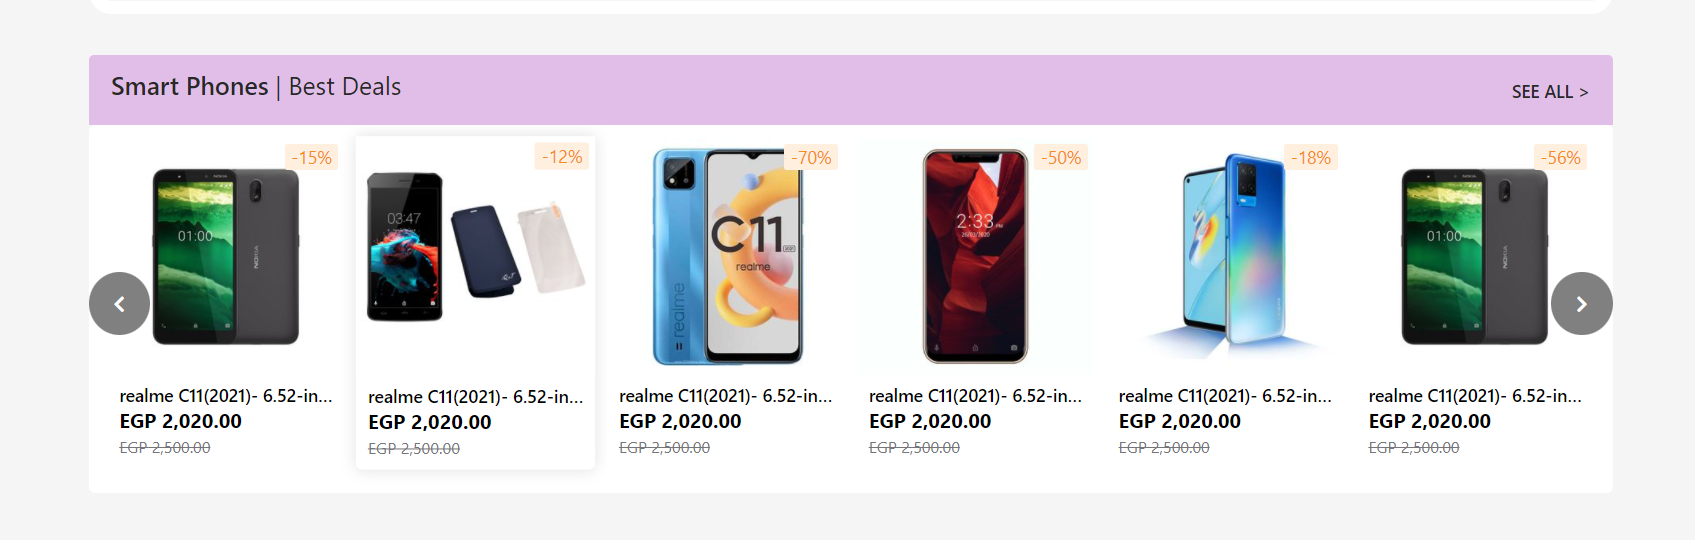 Smart Phones | Best Deals
SEE ALL >
-15%
01:00
NOKIA
realme C11(2021)- 6.52-in...
EGP 2,020.00
EGP 2,500.00
-12%
03:47
realme C11(2021)- 6.52-in...
EGP 2,020.00
EGP 2,500.00
-70%
C11
2021
realme
realme
realme C11(2021)- 6.52-in...
EGP 2,020.00
EGP 2,500.00
-50%
2:33
realme C11(2021)- 6.52-in...
EGP 2,020.00
EGP 2,500.00
-18%
realme C11(2021)- 6.52-in...
EGP 2,020.00
EGP 2,500.00
-56%
01:00
NOKIA
realme C11(2021)- 6.52-in...
EGP 2,020.00
EGP 2,500.00